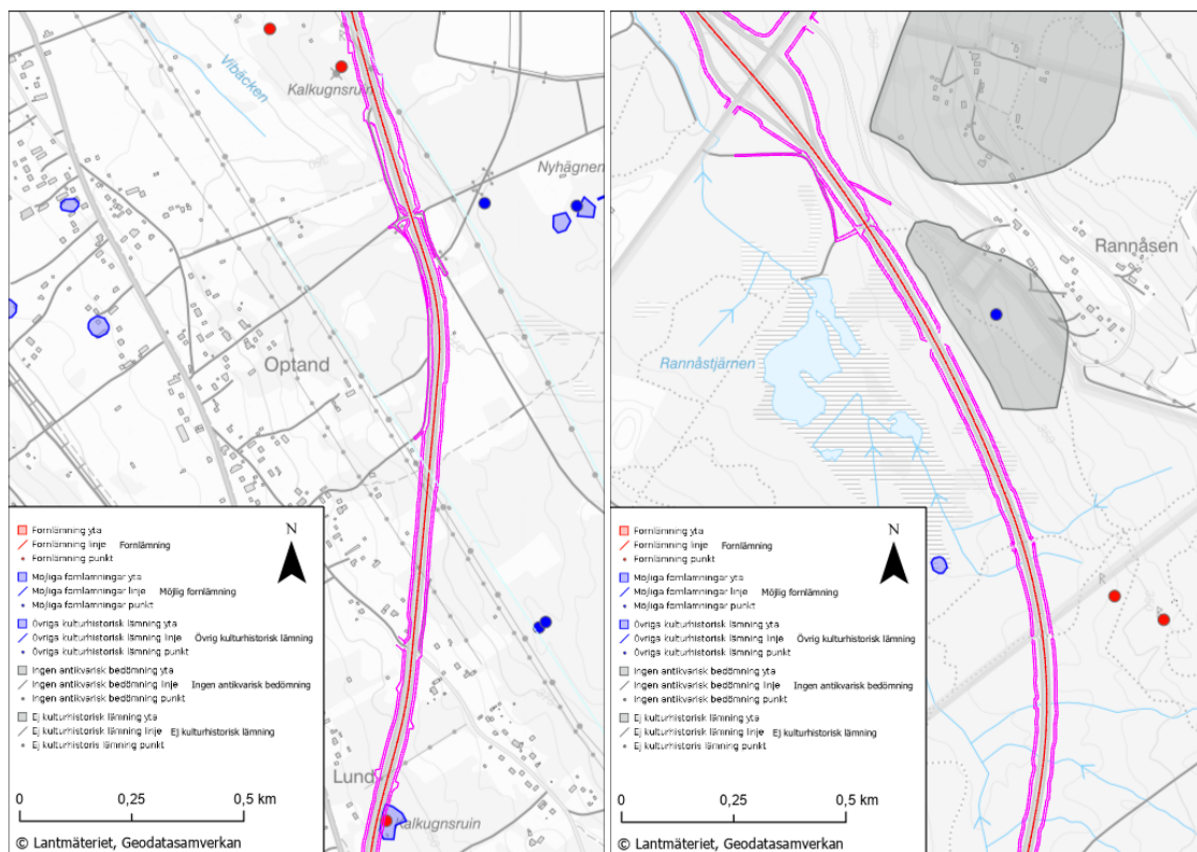 Vibäcken
Kalkugnsruin
Nyhägnen
Optand
N
Fornlämning yta
Fornlämning linje Fornlämning
Fornlämning punkt
Möjliga fornlämningar yta
Möjliga fornlämningar linje Möjlig fornlämning
Möjliga fornlämningar punkt
Övriga kulturhistorisk lämning yta
Övriga kulturhistorisk lämning linje Övrig kulturhistorisk lämning
Övriga kulturhistorisk lämning punkt
Ingen antikvarisk bedömning yta
Ingen antikvarisk bedömning linje Ingen antikvarisk bedömning
Ingen antikvarisk bedömning punkt
Ej kulturhistorisk lämning yta
Ej kulturhistorisk lämning linje Ej kulturhistorisk lämning
Ej kulturhistoris lämning punkt
Lund
Kalkugnsruin
0 0,25 0,5 km
© Lantmäteriet, Geodatasamverkan
Rannåsen
Rannåstjärnen
N
Fornlämning yta
Fornlämning linje Fornlämning
Fornlämning punkt
Möjliga fornlämningar yta
Möjliga fornlämningar linje Möjlig fornlämning
Möjliga fornlämningar punkt
Övriga kulturhistorisk lämning yta
Övriga kulturhistorisk lämning linje Övrig kulturhistorisk lämning
Övriga kulturhistorisk lämning punkt
Ingen antikvarisk bedömning yta
Ingen antikvarisk bedömning linje Ingen antikvarisk bedömning
Ingen antikvarisk bedömning punkt
Ej kulturhistorisk lämning yta
Ej kulturhistorisk lämning linje Ej kulturhistorisk lämning
Ej kulturhistoris lämning punkt
0 0,25 0,5 km
© Lantmäteriet, Geodatasamverkan